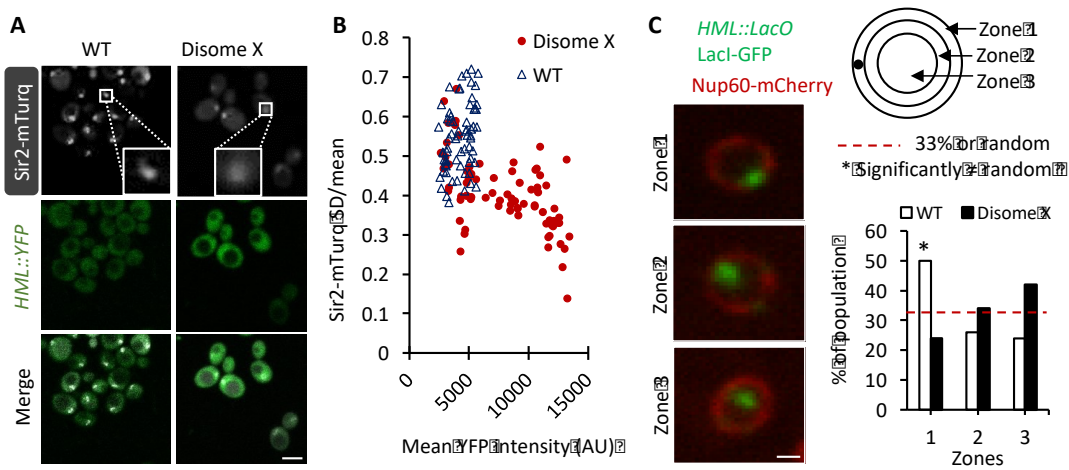 A
WT
Disome X
Sir2-mTurq
HML::YFP
Merge
B
0.8
0.7
0.6
0.5
0.4
0.3
0.2
0.1
0
Sir2-mTurq SD/mean
Disome X
WT
0
5000
10000
15000
Mean YFP Intensity (AU)
C
HML::LacO
LacI-GFP
Nup60-mCherry
Zone 1
Zone 2
Zone 3
Zone 1
Zone 2
Zone
3
33% or random
* Significantly ≠ random
WT
Disome X
% of population
60
50
40
30
20
10
0
*
1
2
3
Zones